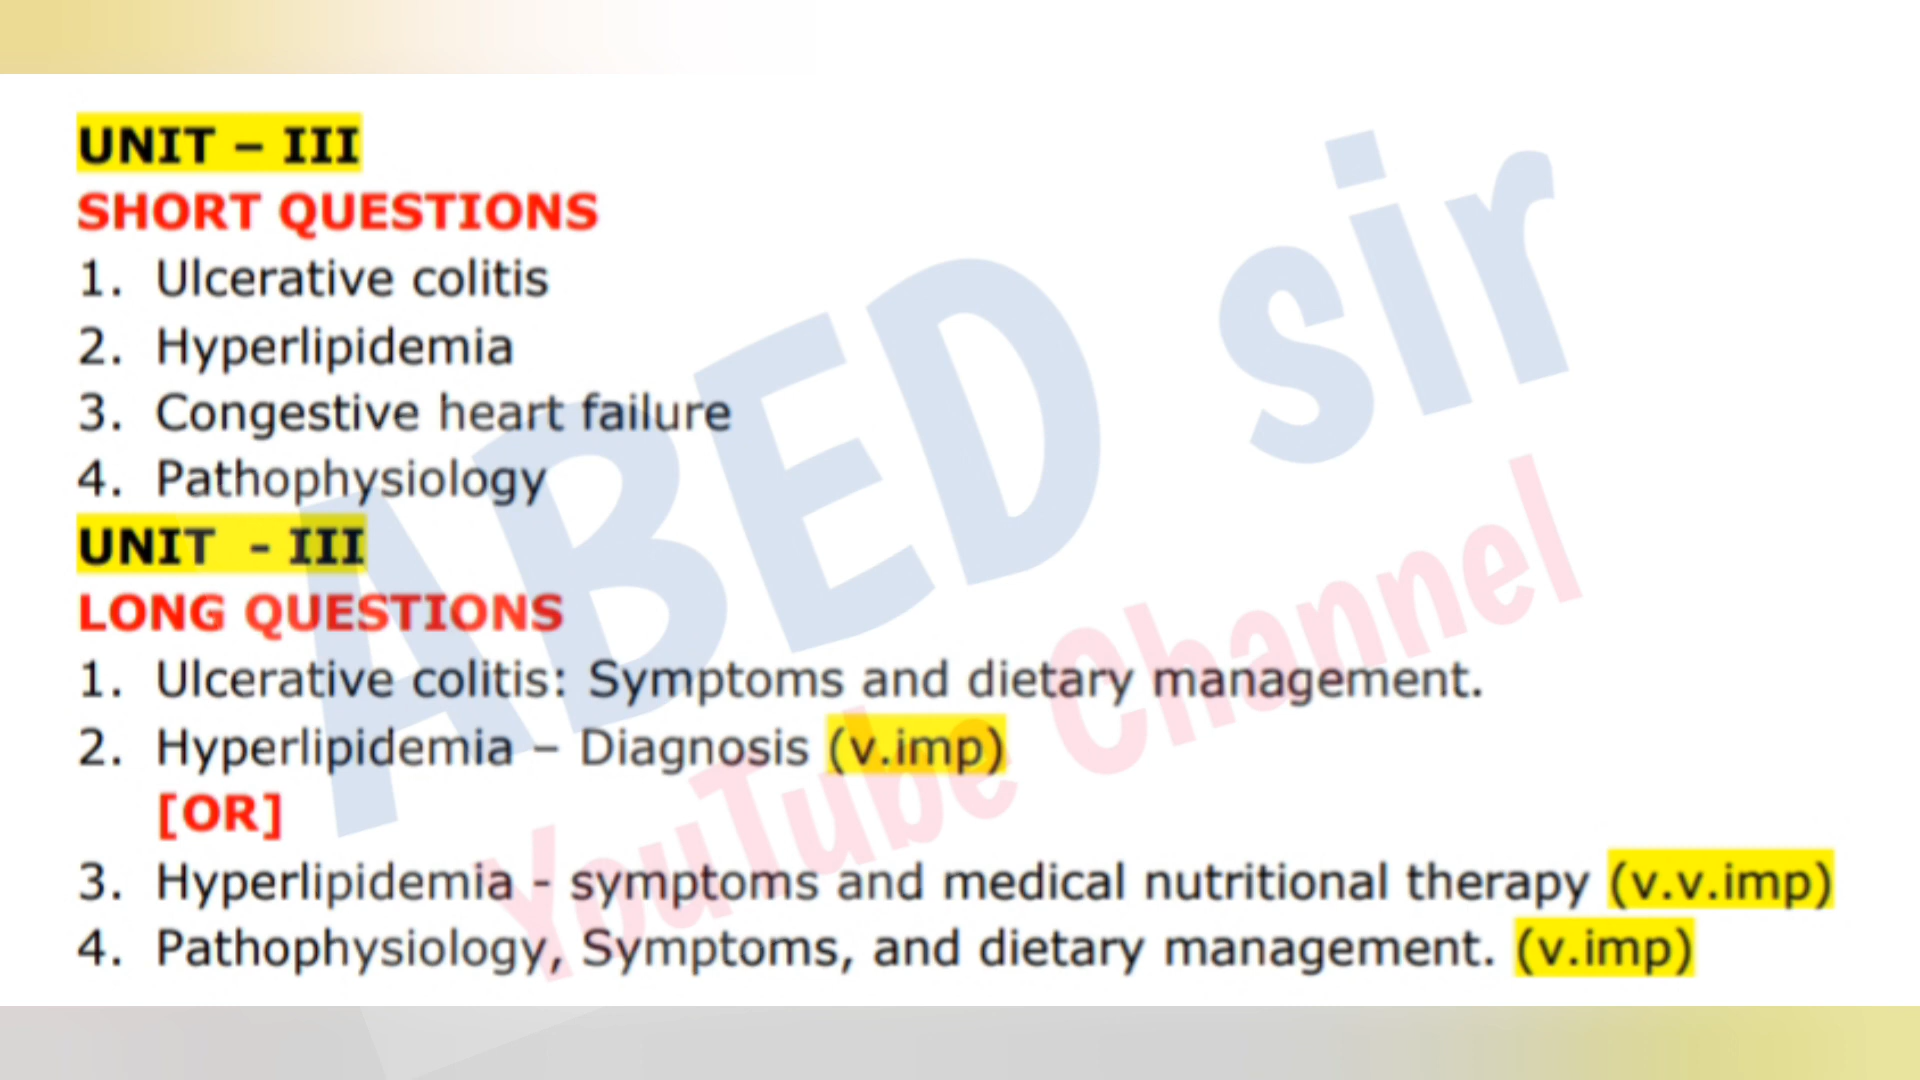 UNIT – III
SHORT QUESTIONS
1. Ulcerative colitis
2. Hyperlipidemia
3. Congestive heart failure
4. Pathophysiology
UNIT - III
LONG QUESTIONS
1. Ulcerative colitis: Symptoms and dietary management.
2. Hyperlipidemia – Diagnosis (v.imp)
[OR]
3. Hyperlipidemia - symptoms and medical nutritional therapy (v.v.imp)
4. Pathophysiology, Symptoms, and dietary management. (v.imp)
ABED sir
YouTube Channel